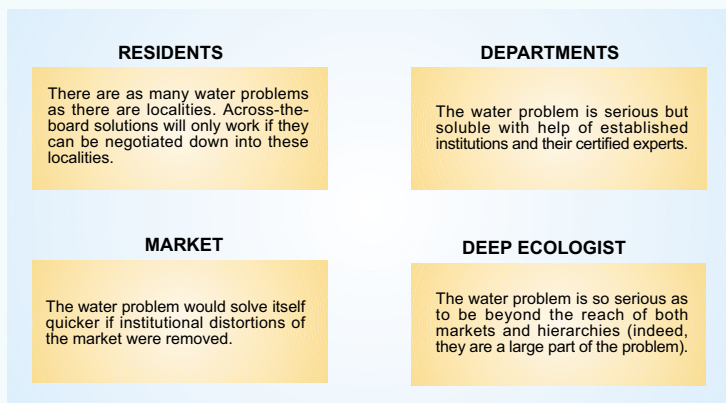 RESIDENTS
There are as many water problems
as there are localities. Across-the-
board solutions will only work if they
can be negotiated down into these
localities.
DEPARTMENTS
The water problem is serious but
soluble with help of established
institutions and their certified experts.
MARKET
The water problem would solve itself
quicker if institutional distortions of
the market were removed.
DEEP ECOLOGIST
The water problem is so serious as
to be beyond the reach of both
markets and hierarchies (indeed,
they are a large part of the problem).